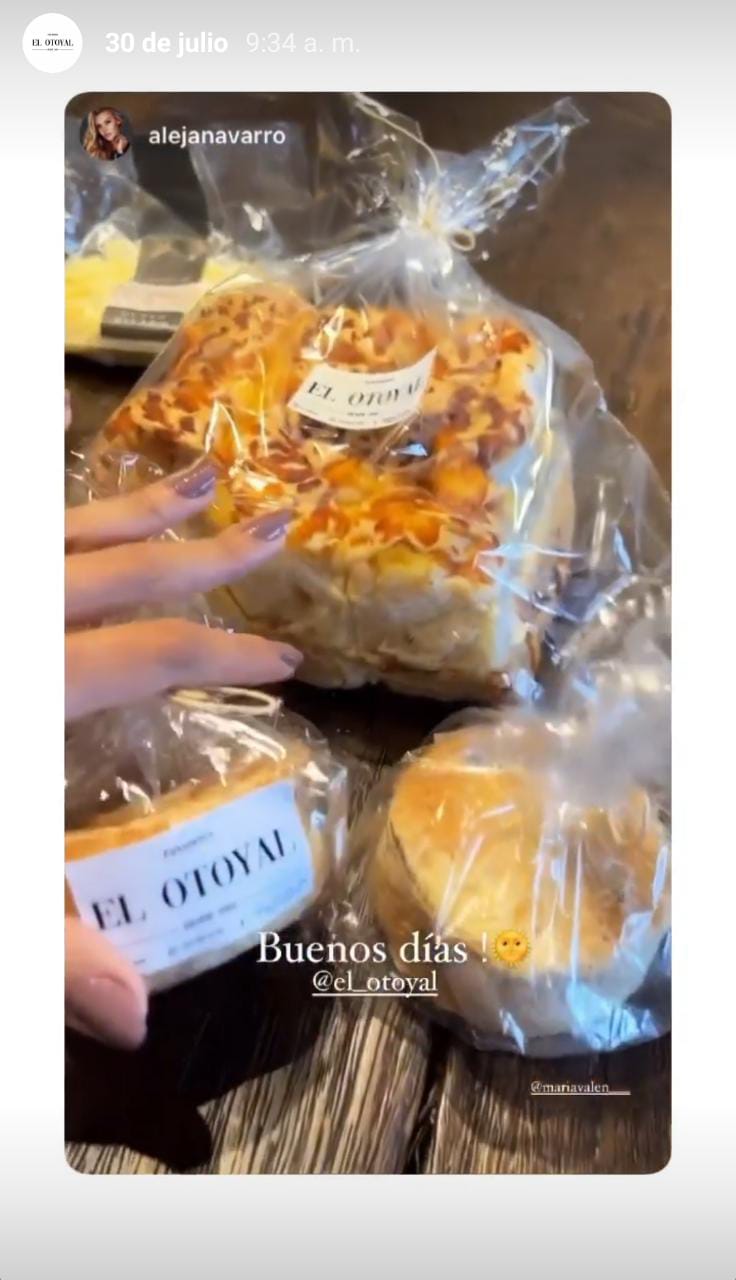 EL OTOYAL
30 de julio 9:34 a. m.
alejanavarro
EL OTOYAL
EL OTOYAL
Buenos días !🌞
@el_otoyal
@mariavalen___